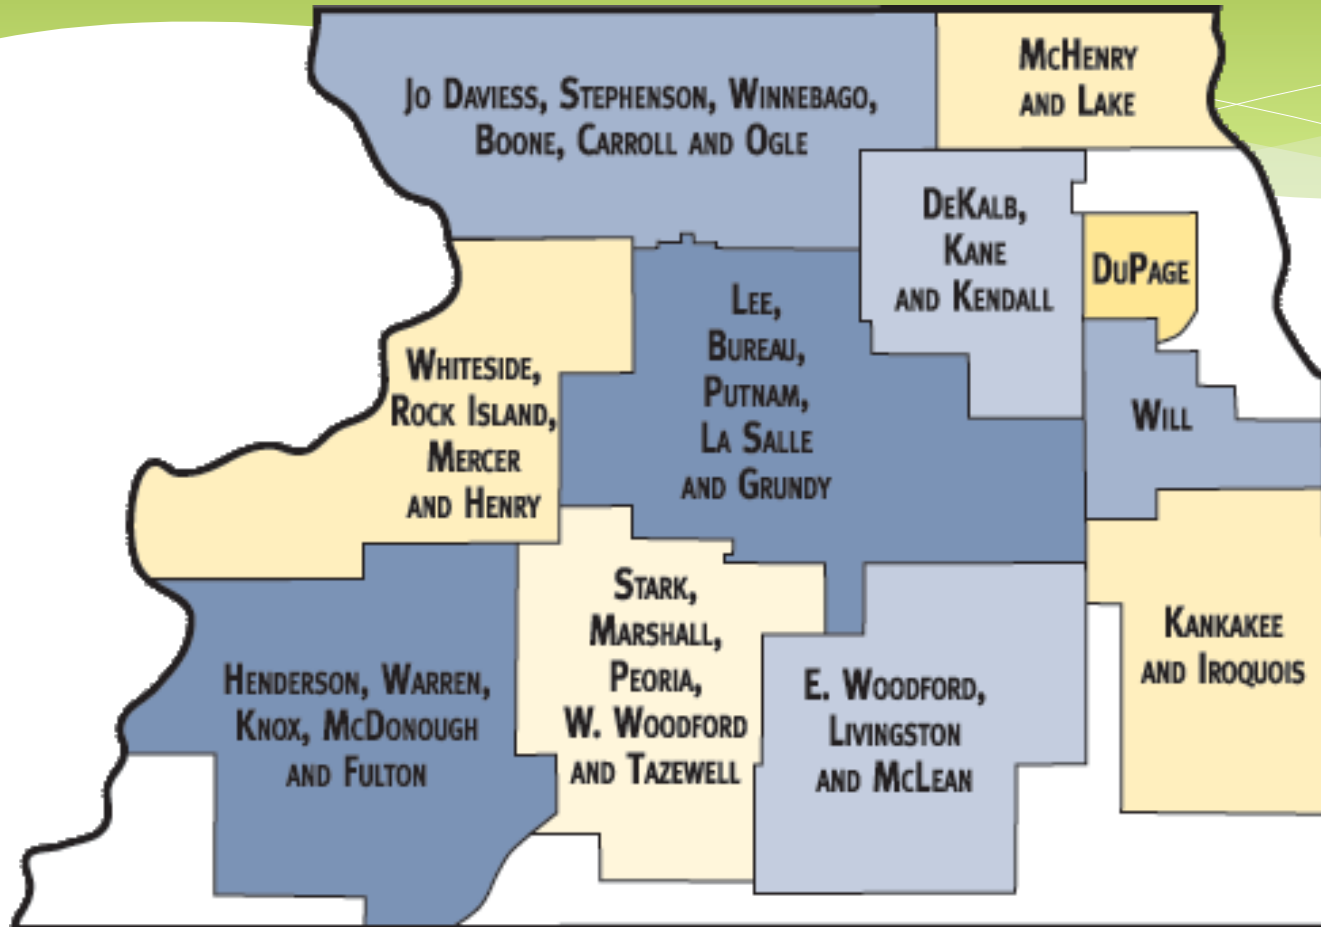 Jo Daviess, Stephenson, Winnebago,
Boone, Carroll and Ogle
McHenry
and Lake
DeKalb,
Kane
and Kendall
DuPage
Lee,
Bureau,
Putnam,
La Salle
and Grundy
Whiteside,
Rock Island,
Mercer
and Henry
Will
Stark,
Marshall,
Peoria,
W. Woodford
and Tazewell
Kankakee
and Iroquois
Henderson, Warren,
Knox, McDonough
and Fulton
E. Woodford,
Livingston
and McLean